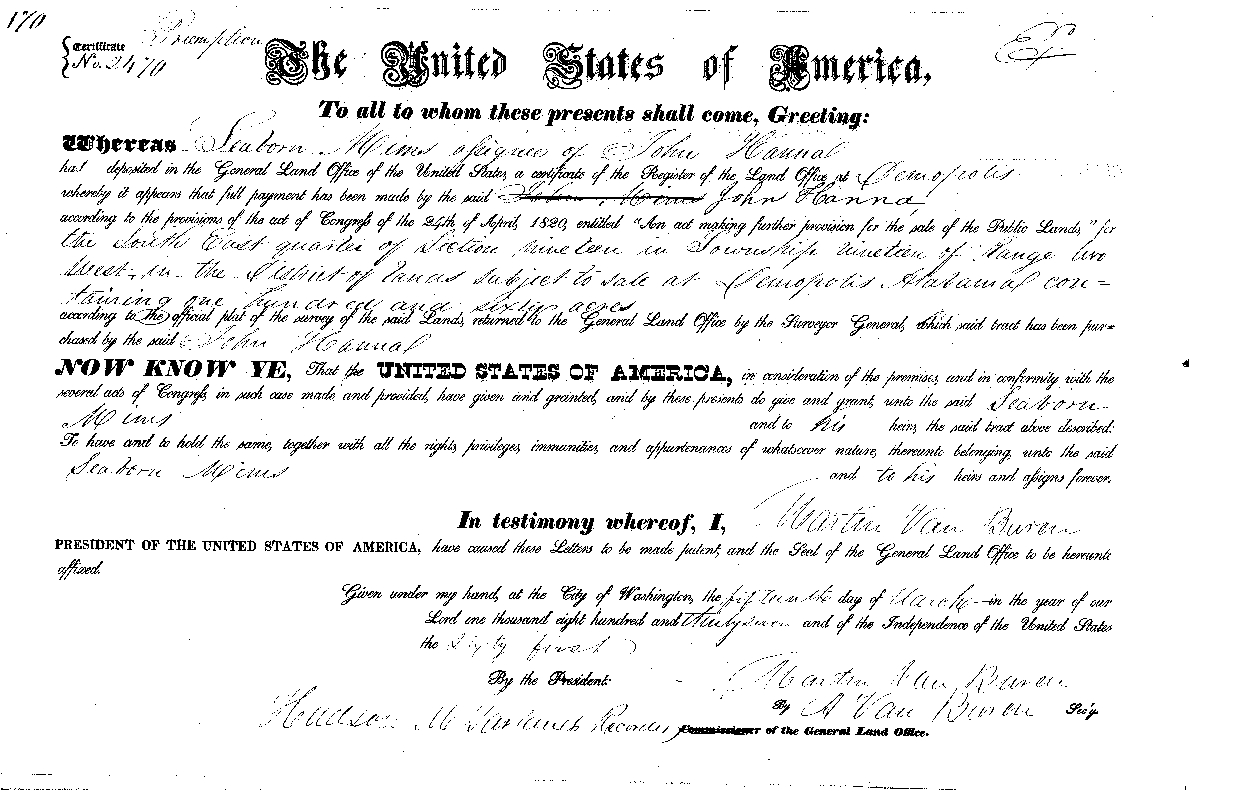 170
Preemption
Certificate
No. 2470
Ex
The United States of America,
To all to whom these presents shall come, Greeting:
Whereas Seaborn Mims assignee of John Hannah
has deposited in the General Land Office of the United States, a certificate of the Register of the Land Office at Demopolis
whereby it appears that full payment has been made by the said John Hanna
according to the provisions of the act of Congress of the 24th of April, 1820, entitled "An act making further provision for the sale of the Public Lands," for
the South East quarter of Section nineteen in Township nineteen of Range two
West, in the District of lands subject to sale at Demopolis Alabama con=
taining one hundred and sixty acres
according to the official plat of the survey of the said Lands, returned to the General Land Office by the Surveyor General, which said tract has been pur=
chased by the said John Hannah
NOW KNOW YE, That the UNITED STATES OF AMERICA, in consideration of the premises, and in conformity with the
several acts of Congress, in such case made and provided, have given and granted, and by these presents do give and grant, unto the said Seaborn
Mims and to his heirs, the said tract above described:
To have and to hold the same, together with all the rights, privileges, immunities, and appurtenances of whatsoever nature, thereunto belonging, unto the said
Seaborn Mims and to his heirs and assigns forever.
In testimony whereof, I, Martin Van Buren
PRESIDENT OF THE UNITED STATES OF AMERICA, have caused these Letters to be made patent, and the Seal of the General Land Office to be hereunto
affixed.
Given under my hand, at the City of Washington, the fifteenth day of March in the year of our
Lord one thousand eight hundred and thirty seven and of the Independence of the United States
the sixty first
By the President: Martin Van Buren
By A Van Buren Sec'y.
Hudson M Garland Recorder of the General Land Office.